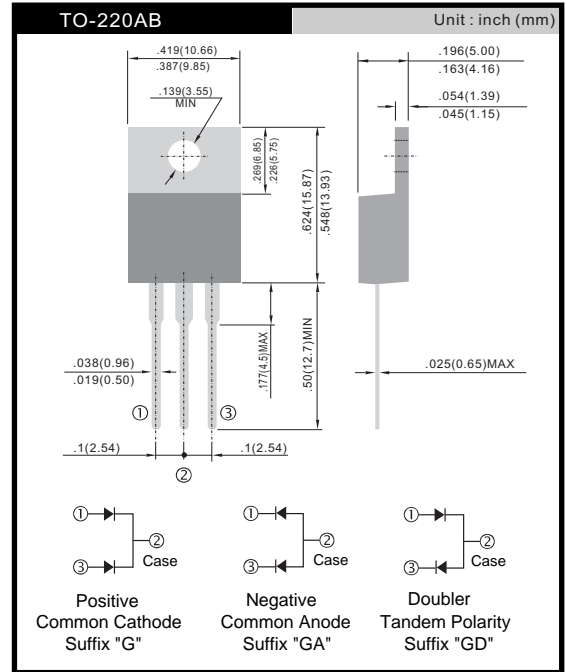 TO-220AB
Unit : inch (mm)
.419(10.66)
.387(9.85)
.139(3.55)
MIN
.269(6.85)
.226(5.75)
.624(15.87)
.548(13.93)
.196(5.00)
.163(4.16)
.054(1.39)
.045(1.15)
.038(0.96)
.019(0.50)
.177(4.5)MAX
.50(12.7)MIN
.025(0.65)MAX
① ③
.1(2.54) .1(2.54)
②
① ② ③ Case
① ② ③ Case
① ② ③ Case
Positive
Common Cathode
Suffix "G"
Negative
Common Anode
Suffix "GA"
Doubler
Tandem Polarity
Suffix "GD"